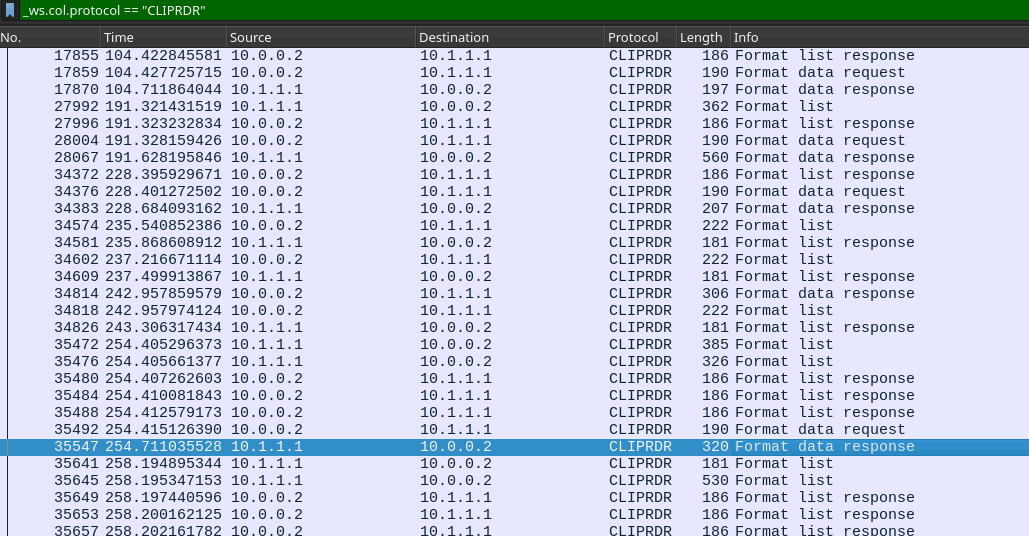 _ws.col.protocol == "CLIPRDR"
No. Time Source Destination Protocol Length Info
17855 104.422845581 10.0.0.2 10.1.1.1 CLIPRDR 186 Format list response
17859 104.427725715 10.0.0.2 10.1.1.1 CLIPRDR 190 Format data request
17870 104.711864044 10.1.1.1 10.0.0.2 CLIPRDR 197 Format data response
27992 191.321431519 10.1.1.1 10.0.0.2 CLIPRDR 362 Format list
27996 191.323232834 10.0.0.2 10.1.1.1 CLIPRDR 186 Format list response
28004 191.328159426 10.0.0.2 10.1.1.1 CLIPRDR 190 Format data request
28067 191.628195846 10.1.1.1 10.0.0.2 CLIPRDR 560 Format data response
34372 228.395929671 10.0.0.2 10.1.1.1 CLIPRDR 186 Format list response
34376 228.401272502 10.0.0.2 10.1.1.1 CLIPRDR 190 Format data request
34383 228.684093162 10.1.1.1 10.0.0.2 CLIPRDR 207 Format data response
34574 235.540852386 10.0.0.2 10.1.1.1 CLIPRDR 222 Format list
34581 235.868608912 10.1.1.1 10.0.0.2 CLIPRDR 181 Format list response
34602 237.216671114 10.0.0.2 10.1.1.1 CLIPRDR 222 Format list
34609 237.499913867 10.1.1.1 10.0.0.2 CLIPRDR 181 Format list response
34814 242.957859579 10.0.0.2 10.1.1.1 CLIPRDR 306 Format data response
34818 242.957974124 10.0.0.2 10.1.1.1 CLIPRDR 222 Format list
34826 243.306317434 10.1.1.1 10.0.0.2 CLIPRDR 181 Format list response
35472 254.405296373 10.1.1.1 10.0.0.2 CLIPRDR 385 Format list
35476 254.405661377 10.1.1.1 10.0.0.2 CLIPRDR 326 Format list
35480 254.407262603 10.0.0.2 10.1.1.1 CLIPRDR 186 Format list response
35484 254.410081843 10.0.0.2 10.1.1.1 CLIPRDR 186 Format list response
35488 254.412579173 10.0.0.2 10.1.1.1 CLIPRDR 186 Format list response
35492 254.415126390 10.0.0.2 10.1.1.1 CLIPRDR 190 Format data request
35547 254.711035528 10.1.1.1 10.0.0.2 CLIPRDR 320 Format data response
35641 258.194895344 10.1.1.1 10.0.0.2 CLIPRDR 181 Format list
35645 258.195347153 10.1.1.1 10.0.0.2 CLIPRDR 530 Format list
35649 258.197440596 10.0.0.2 10.1.1.1 CLIPRDR 186 Format list response
35653 258.200162125 10.0.0.2 10.1.1.1 CLIPRDR 186 Format list response
35657 258.202161782 10.0.0.2 10.1.1.1 CLIPRDR 186 Format list response